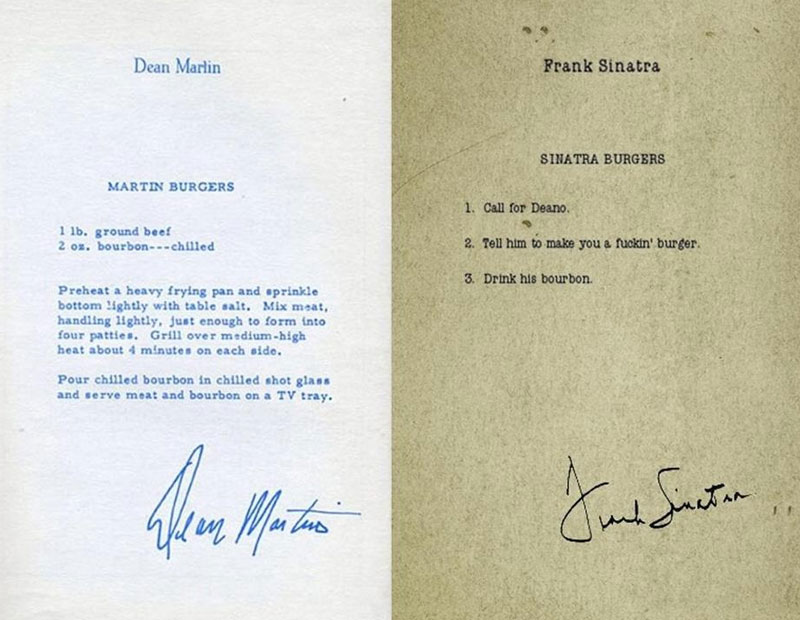 Dean Martin
MARTIN BURGERS
1 lb. ground beef
2 oz. bourbon---chilled
Preheat a heavy frying pan and sprinkle
bottom lightly with table salt. Mix meat,
handling lightly, just enough to form into
four patties. Grill over medium-high
heat about 4 minutes on each side.
Pour chilled bourbon in chilled shot glass
and serve meat and bourbon on a TV tray.
Dean Martin
Frank Sinatra
SINATRA BURGERS
1. Call for Deano.
2. Tell him to make you a fuckin' burger.
3. Drink his bourbon.
Frank Sinatra